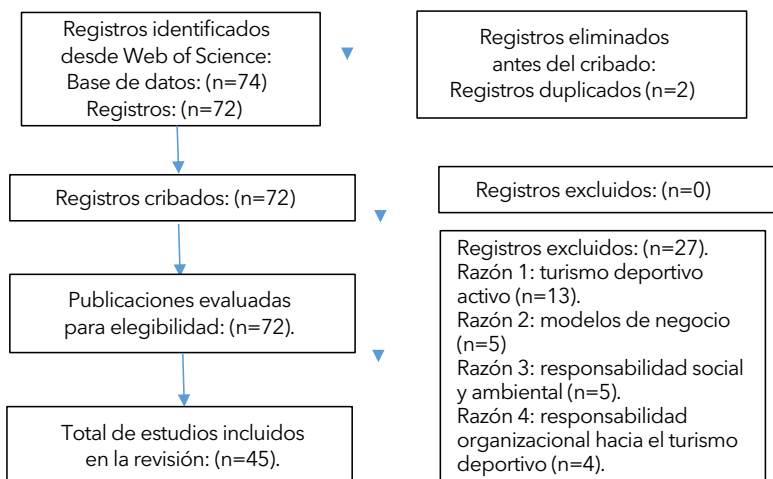 Registros identificados
desde Web of Science:
Base de datos: (n=74)
Registros: (n=72)
Registros eliminados
antes del cribado:
Registros duplicados (n=2)
Registros cribados: (n=72)
Registros excluidos: (n=0)
Publicaciones evaluadas
para elegibilidad: (n=72).
Registros excluidos: (n=27).
Razón 1: turismo deportivo
activo (n=13).
Razón 2: modelos de negocio
(n=5)
Razón 3: responsabilidad social
y ambiental (n=5).
Razón 4: responsabilidad
organizacional hacia el turismo
deportivo (n=4).
Total de estudios incluidos
en la revisión: (n=45).